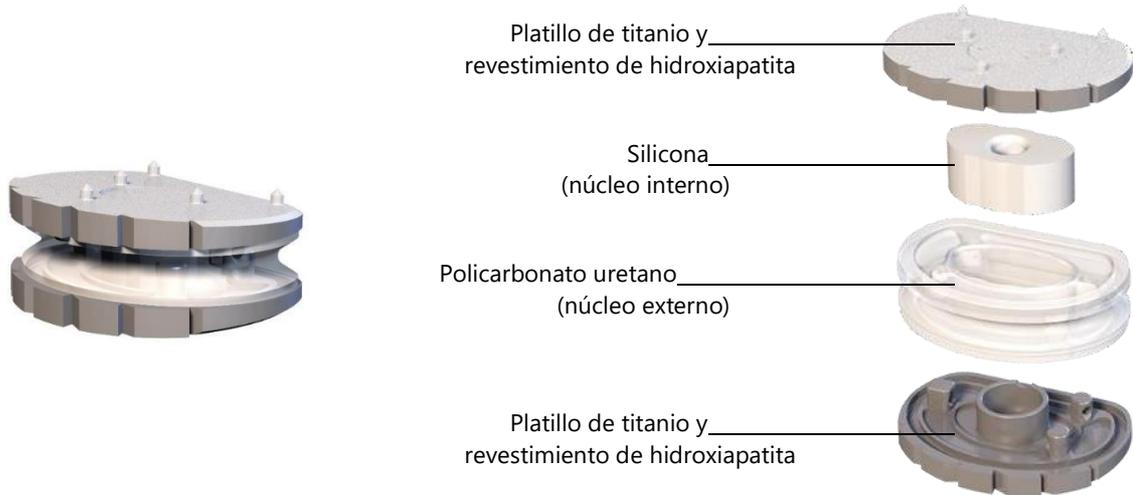 Platillo de titanio y
revestimiento de hidroxiapatita
Silicona
(núcleo interno)
Policarbonato uretano
(núcleo externo)
Platillo de titanio y
revestimiento de hidroxiapatita